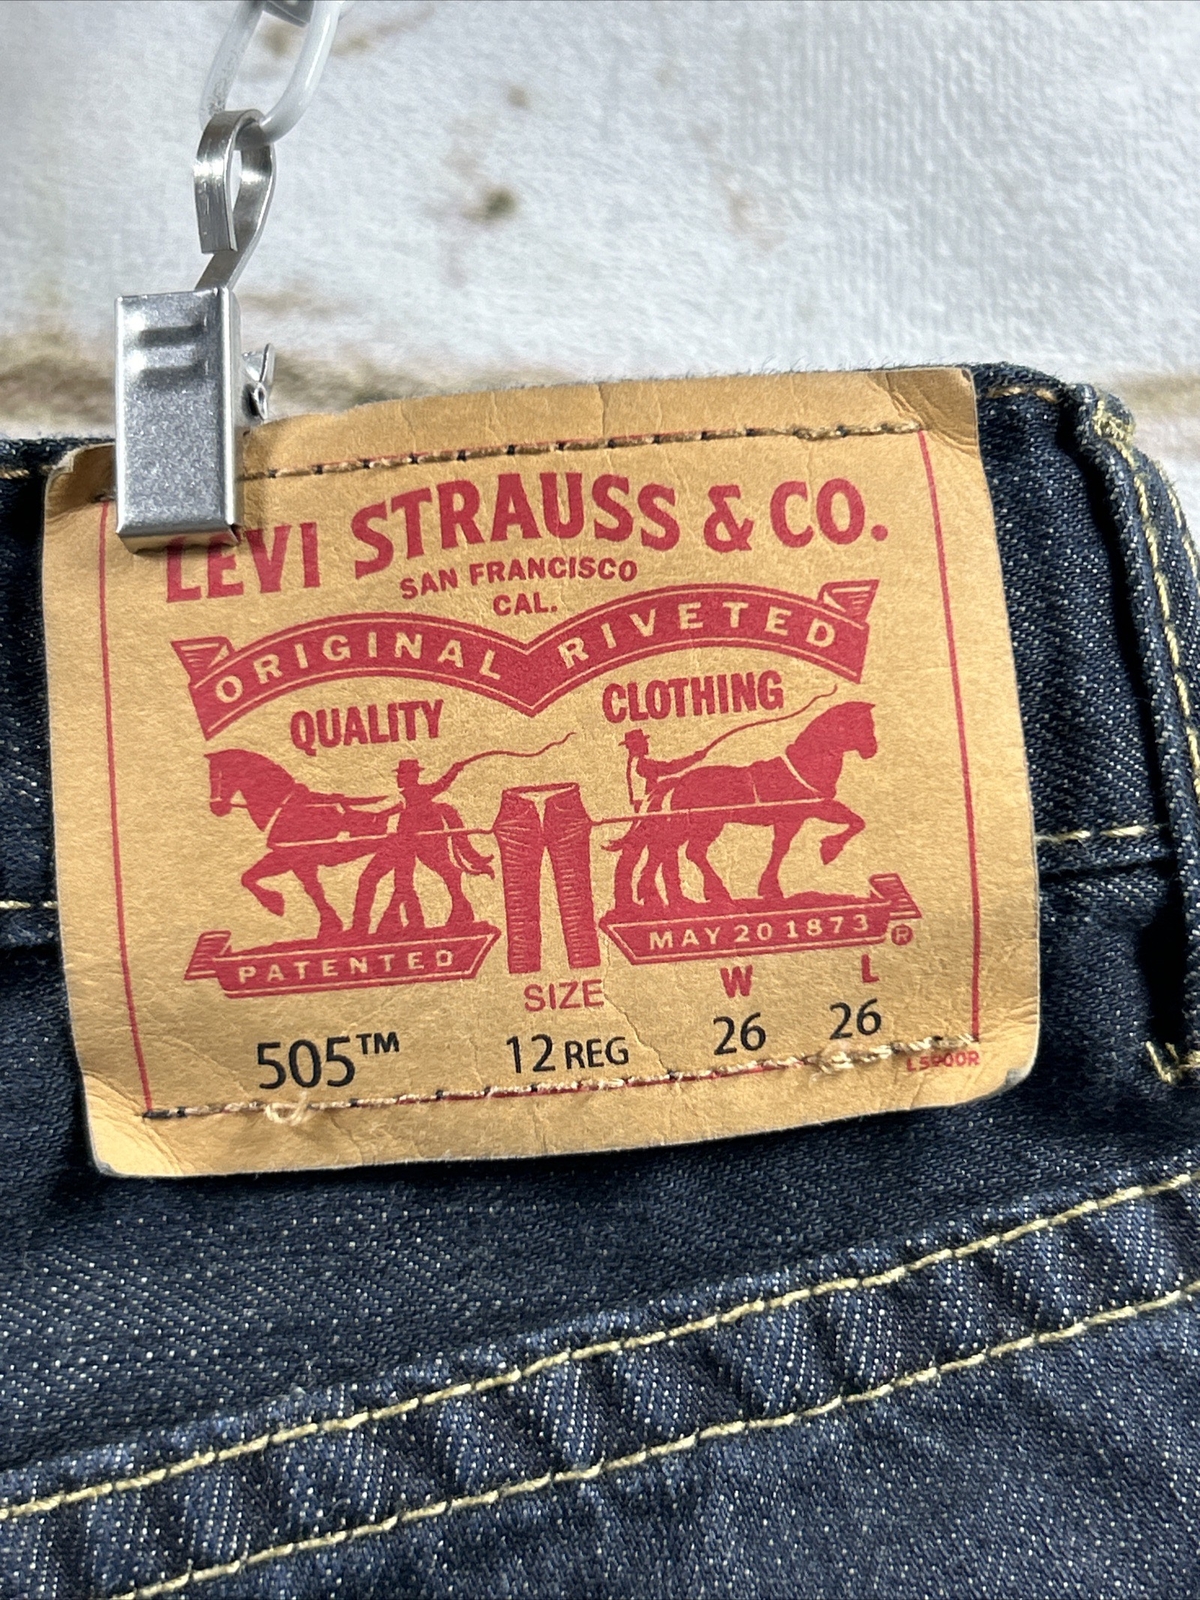 LEVI STRAUSS & CO.
SAN FRANCISCO
CAL.
ORIGINAL RIVETED
QUALITY CLOTHING
PATENTED
MAY 20 1873 ®
SIZE W L
505™ 12 REG 26 26